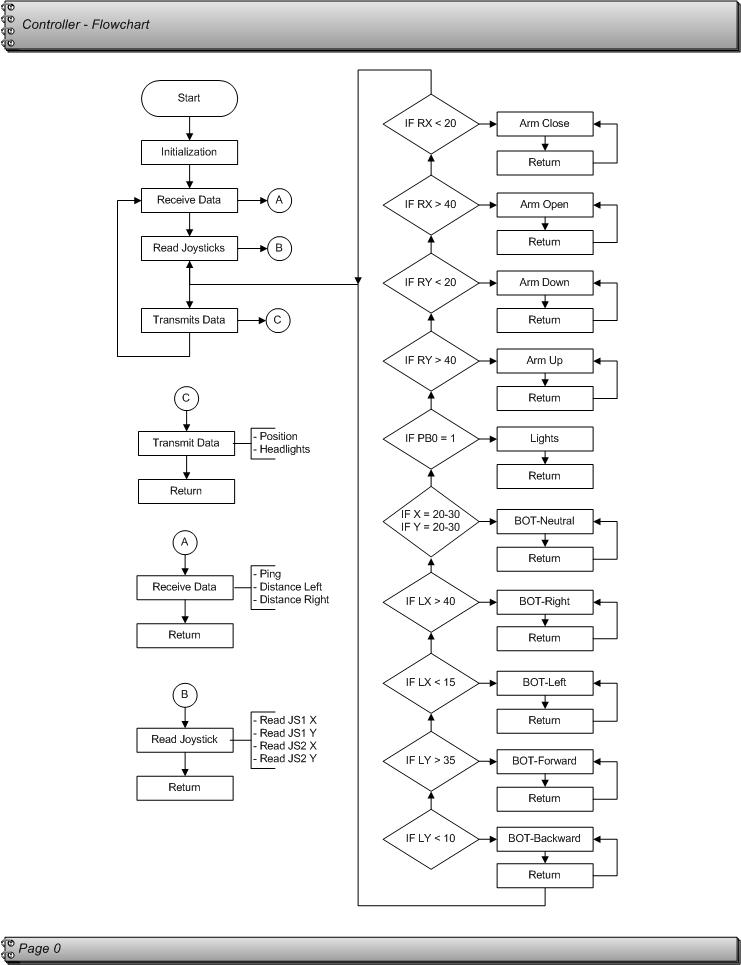 Controller - Flowchart
Start
Initialization
Receive Data
A
Read Joysticks
B
Transmits Data
C
C
Transmit Data
- Position
- Headlights
Return
A
Receive Data
- Ping
- Distance Left
- Distance Right
Return
B
Read Joystick
- Read JS1 X
- Read JS1 Y
- Read JS2 X
- Read JS2 Y
Return
IF RX < 20
Arm Close
Return
IF RX > 40
Arm Open
Return
IF RY < 20
Arm Down
Return
IF RY > 40
Arm Up
Return
IF PB0 = 1
Lights
Return
IF X = 20-30
IF Y = 20-30
BOT-Neutral
Return
IF LX > 40
BOT-Right
Return
IF LX < 15
BOT-Left
Return
IF LY > 35
BOT-Forward
Return
IF LY < 10
BOT-Backward
Return
Page 0